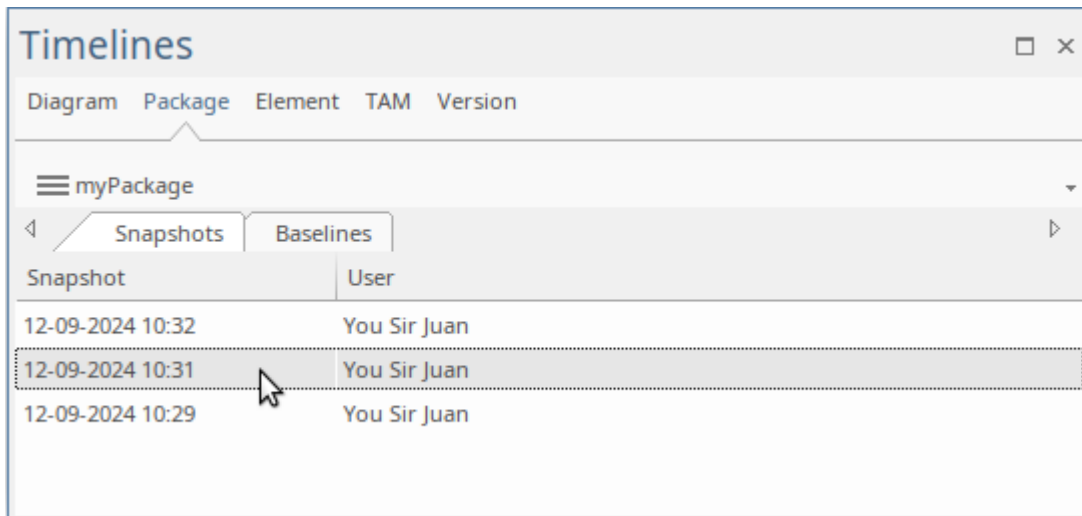 Timelines
Diagram Package Element TAM Version
myPackage
Snapshots Baselines
Snapshot User
12-09-2024 10:32 You Sir Juan
12-09-2024 10:31 You Sir Juan
12-09-2024 10:29 You Sir Juan